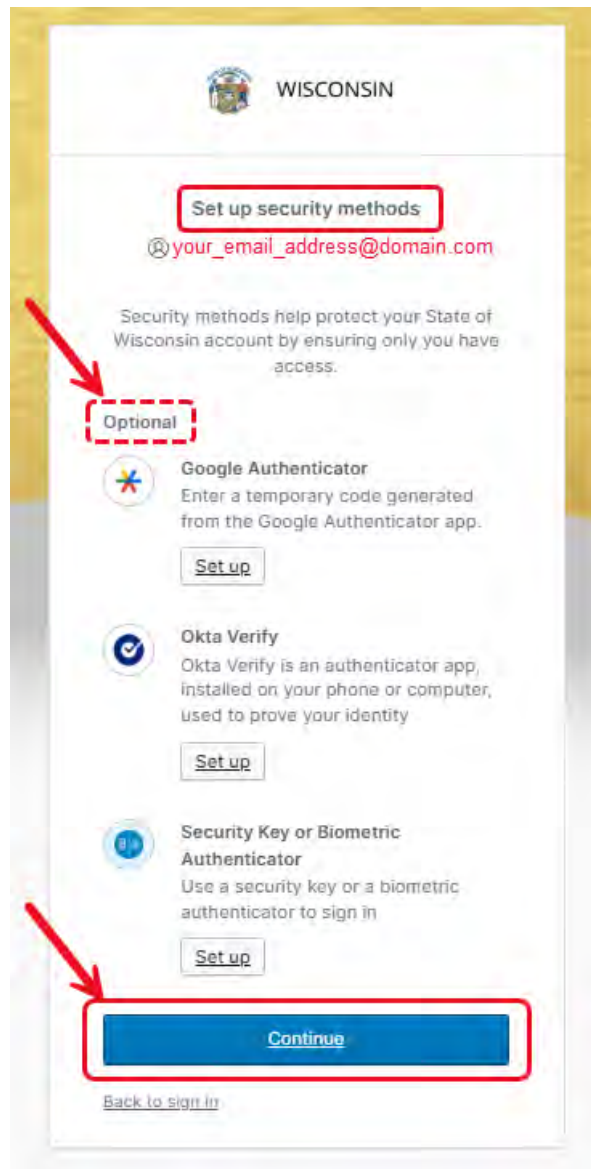 WISCONSIN
Set up security methods
your_email_address@domain.com
Security methods help protect your State of
Wisconsin account by ensuring only you have
access.
Optional
Google Authenticator
Enter a temporary code generated
from the Google Authenticator app.
Set up
Okta Verify
Okta Verify is an authenticator app,
installed on your phone or computer,
used to prove your identity
Set up
Security Key or Biometric
Authenticator
Use a security key or a biometric
authenticator to sign in
Set up
Continue
Back to sign in